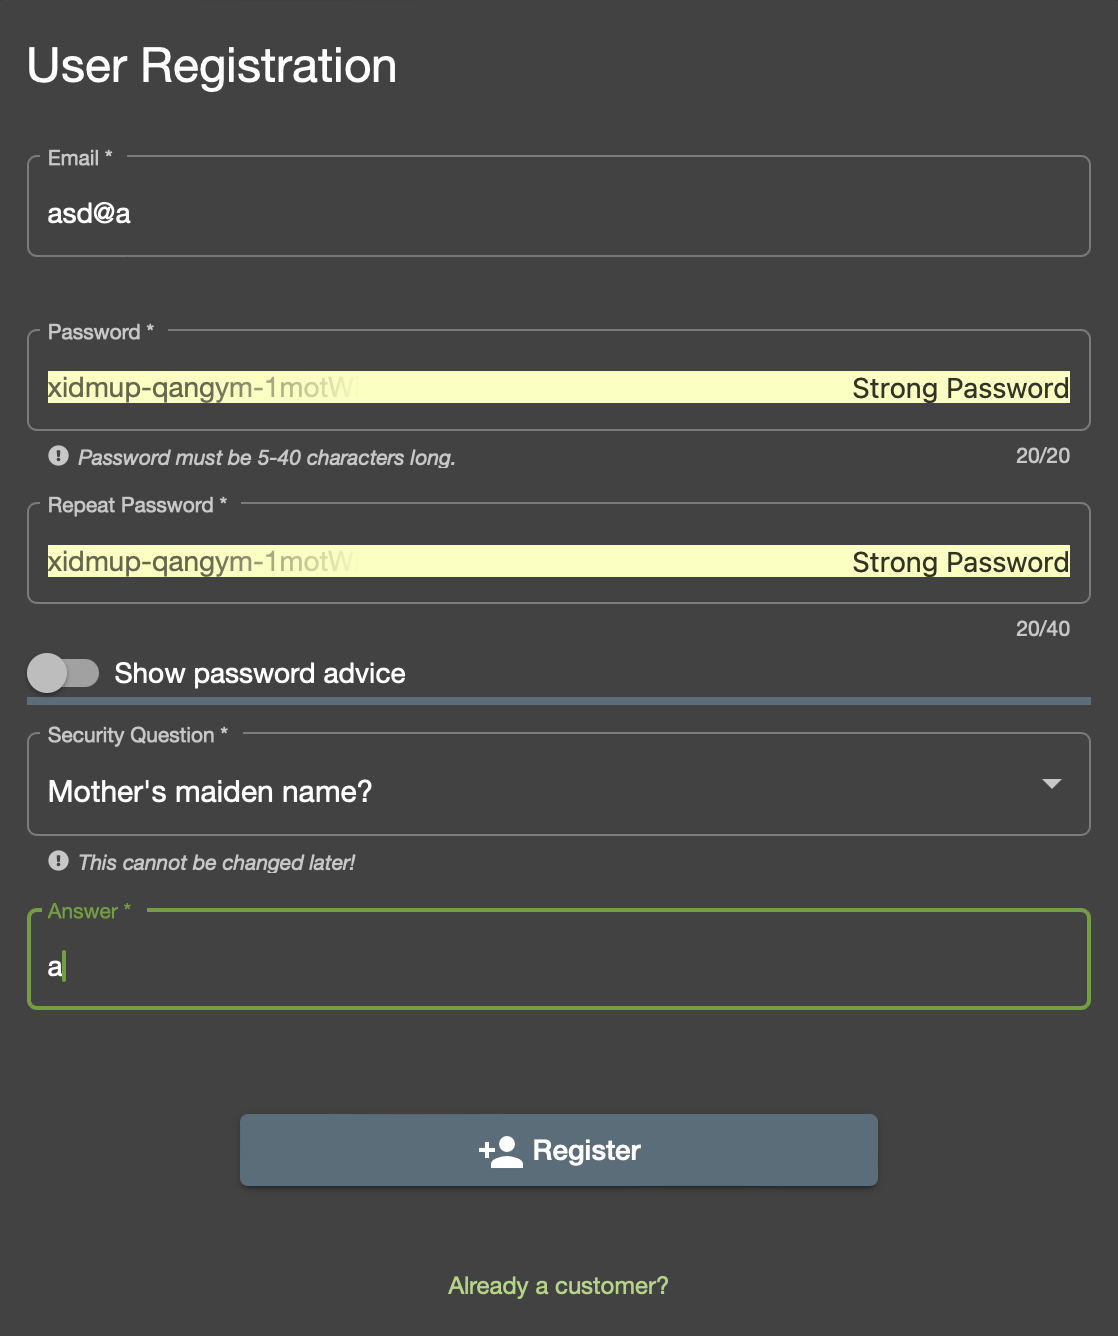 User Registration
Email *
asd@a
Password *
xidmup-qangym-1motW Strong Password
Password must be 5-40 characters long. 20/20
Repeat Password *
xidmup-qangym-1motW Strong Password
20/40
Show password advice
Security Question *
Mother's maiden name?
This cannot be changed later!
Answer *
a
Register
Already a customer?